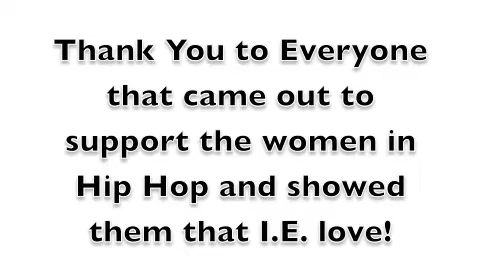 Thank You to Everyone
that came out to
support the women in
Hip Hop and showed
them that I.E. love!